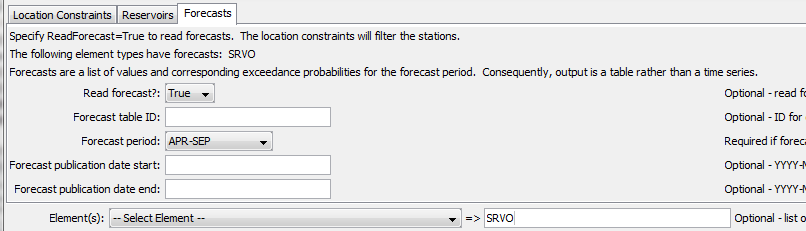 Location Constraints Reservoirs Forecasts
Specify ReadForecast=True to read forecasts. The location constraints will filter the stations.
The following element types have forecasts: SRVO
Forecasts are a list of values and corresponding exceedance probabilities for the forecast period. Consequently, output is a table rather than a time series.
Read forecast?: True Optional - read fo
Forecast table ID: Optional - ID for
Forecast period: APR-SEP Required if foreca
Forecast publication date start: Optional - YYYY-M
Forecast publication date end: Optional - YYYY-M
Element(s): -- Select Element -- => SRVO Optional - list o